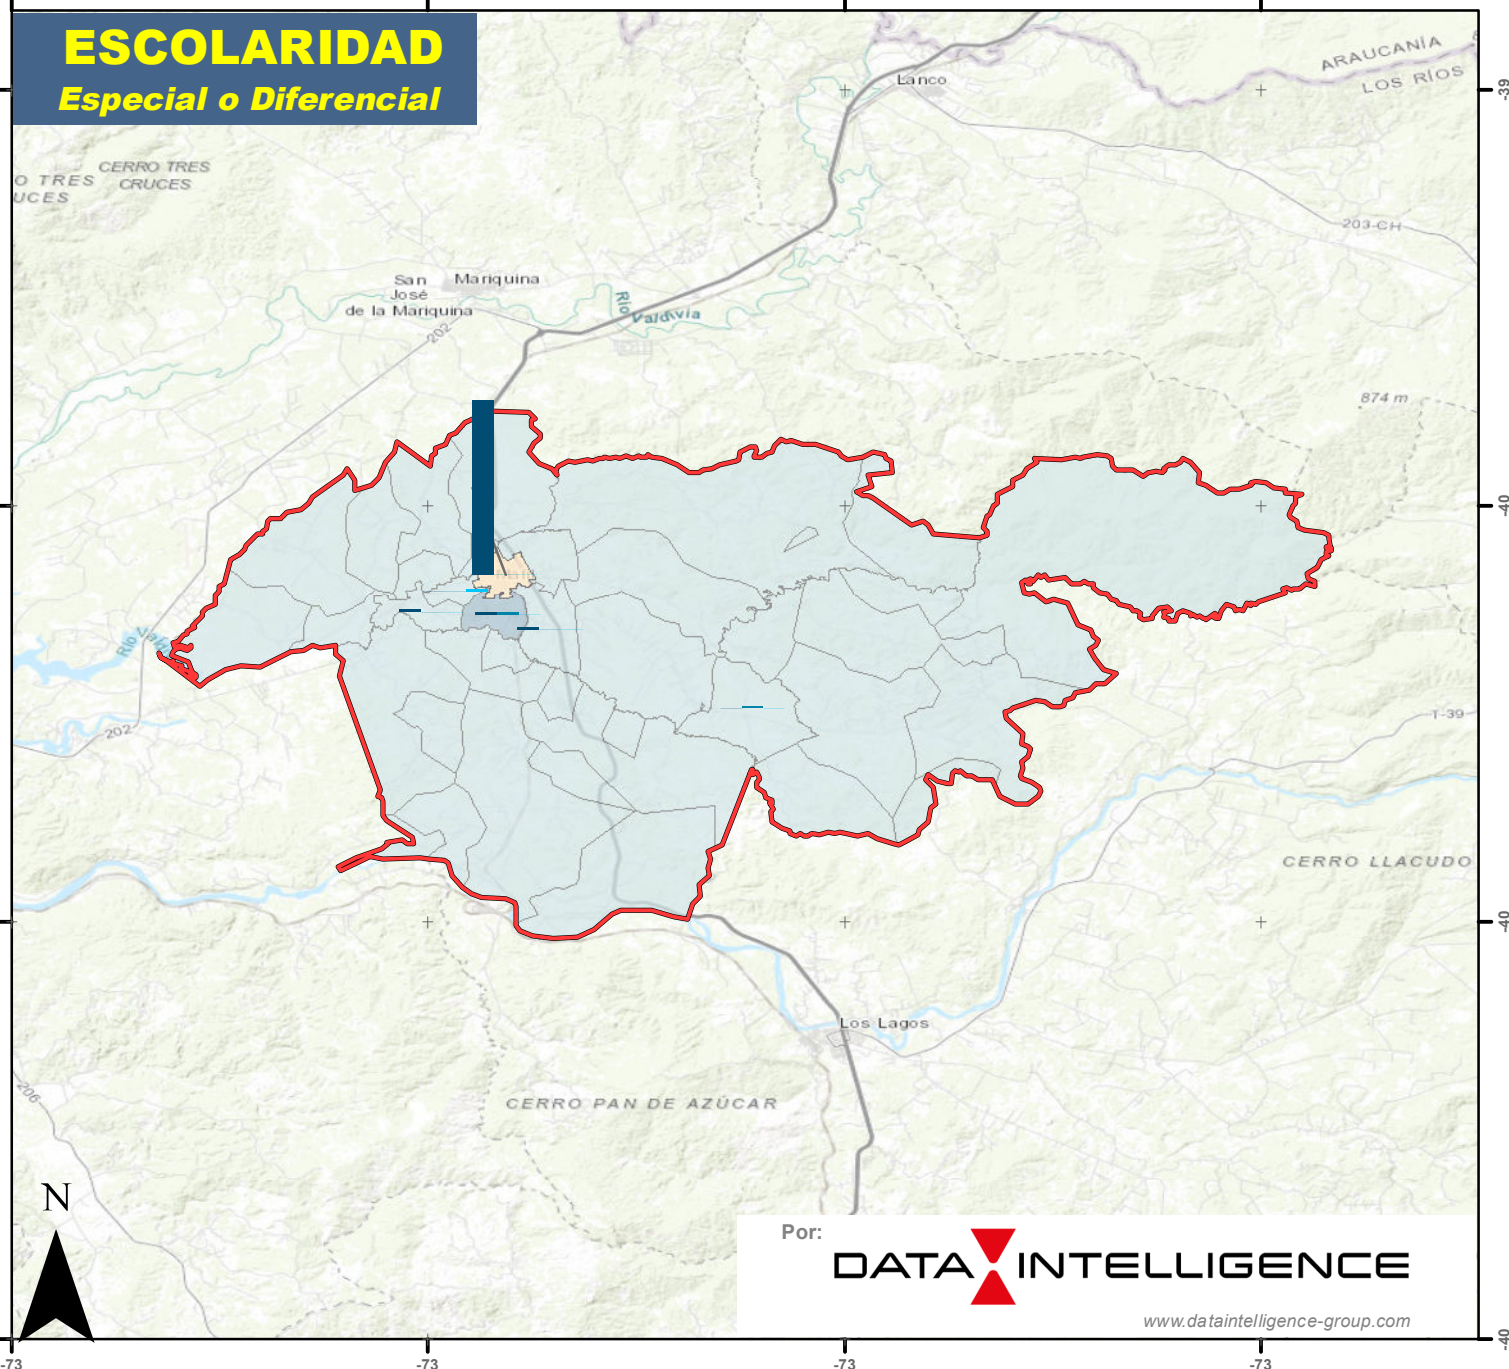 ESCOLARIDAD
Especial o Diferencial
ARAUCANÍA
LOS RÍOS
Lanco
-39
CERRO TRES
CRUCES
O TRES
UCES
203-CH
San
José
de la Mariquina
Mariquina
Río Valdivia
202
874 m
-40
Río Valdi
202
T-39
CERRO LLACUDO
-40
Los Lagos
CERRO PAN DE AZÚCAR
206
N
Por:
DATA INTELLIGENCE
www.dataintelligence-group.com
-40
-73
-73
-73
-73